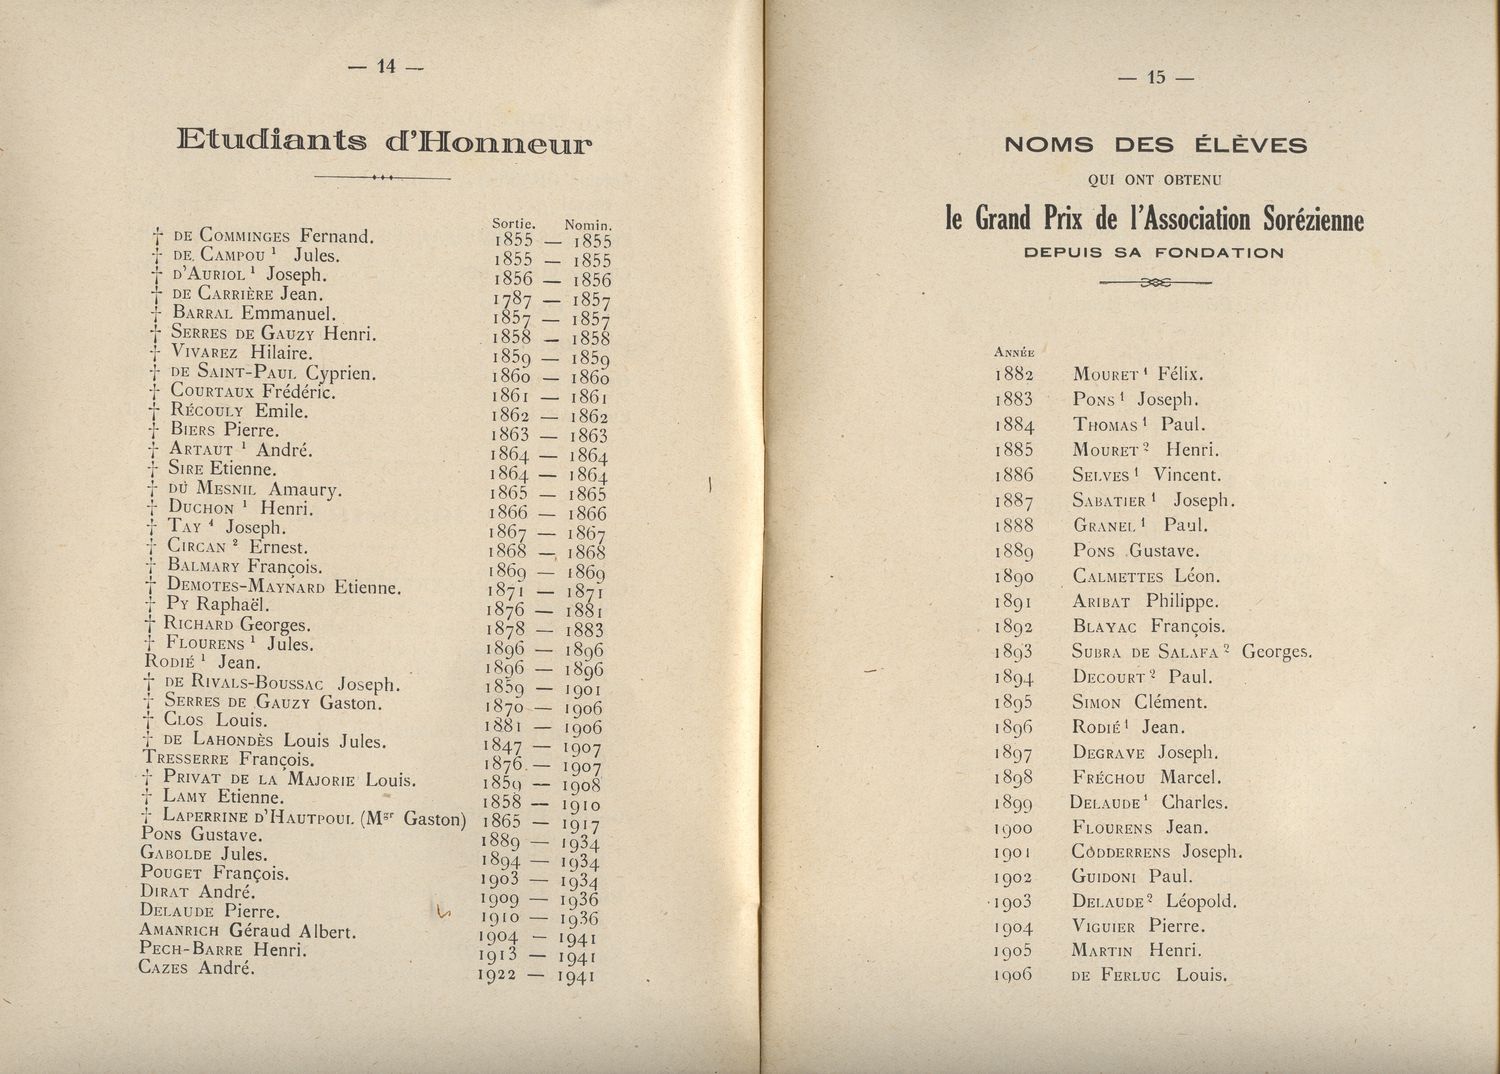 — 14 —
Etudiants d'Honneur
Sortie. Nomin.
† DE COMMINGES Fernand. 1855 — 1855
† DE CAMPOU ¹ Jules. 1855 — 1855
† D'AURIOL ¹ Joseph. 1856 — 1856
† DE CARRIÈRE Jean. 1787 — 1857
† BARRAL Emmanuel. 1857 — 1857
† SERRES DE GAUZY Henri. 1858 — 1858
† VIVAREZ Hilaire. 1859 — 1859
† DE SAINT-PAUL Cyprien. 1860 — 1860
† COURTAUX Frédéric. 1861 — 1861
† RÉCOULY Emile. 1862 — 1862
† BIERS Pierre. 1863 — 1863
† ARTAUT ¹ André. 1864 — 1864
† SIRE Etienne. 1864 — 1864
† DU MESNIL Amaury. 1865 — 1865
† DUCHON ¹ Henri. 1866 — 1866
† TAY ⁴ Joseph. 1867 — 1867
† CIRCAN ² Ernest. 1868 — 1868
† BALMARY François. 1869 — 1869
† DEMOTES-MAYNARD Etienne. 1871 — 1871
† PY Raphaël. 1876 — 1881
† RICHARD Georges. 1878 — 1883
† FLOURENS ¹ Jules. 1896 — 1896
RODIÉ ¹ Jean. 1896 — 1896
† DE RIVALS-BOUSSAC Joseph. 1859 — 1901
† SERRES DE GAUZY Gaston. 1870 — 1906
† CLOS Louis. 1881 — 1906
† DE LAHONDÈS Louis Jules. 1847 — 1907
TRESSERRE François. 1876 — 1907
† PRIVAT DE LA MAJORIE Louis. 1859 — 1908
† LAMY Etienne. 1858 — 1910
† LAPERRINE D'HAUTPOUL (Mgr Gaston) 1865 — 1917
PONS Gustave. 1889 — 1934
GABOLDE Jules. 1894 — 1934
POUGET François. 1903 — 1934
DIRAT André. 1909 — 1936
DELAUDE Pierre. 1910 — 1936
AMANRICH Géraud Albert. 1904 — 1941
PECH-BARRE Henri. 1913 — 1941
CAZES André. 1922 — 1941
— 15 —
NOMS DES ÉLÈVES
QUI ONT OBTENU
le Grand Prix de l'Association Sorézienne
DEPUIS SA FONDATION
ANNÉE
1882 MOURET ¹ Félix.
1883 PONS ¹ Joseph.
1884 THOMAS ¹ Paul.
1885 MOURET ² Henri.
1886 SELVES ¹ Vincent.
1887 SABATIER ¹ Joseph.
1888 GRANEL ¹ Paul.
1889 PONS Gustave.
1890 CALMETTES Léon.
1891 ARIBAT Philippe.
1892 BLAYAC François.
1893 SUBRA DE SALAFA ² Georges.
1894 DECOURT ² Paul.
1895 SIMON Clément.
1896 RODIÉ ¹ Jean.
1897 DEGRAVE Joseph.
1898 FRÉCHOU Marcel.
1899 DELAUDE ¹ Charles.
1900 FLOURENS Jean.
1901 CODDERRENS Joseph.
1902 GUIDONI Paul.
1903 DELAUDE ² Léopold.
1904 VIGUIER Pierre.
1905 MARTIN Henri.
1906 DE FERLUC Louis.